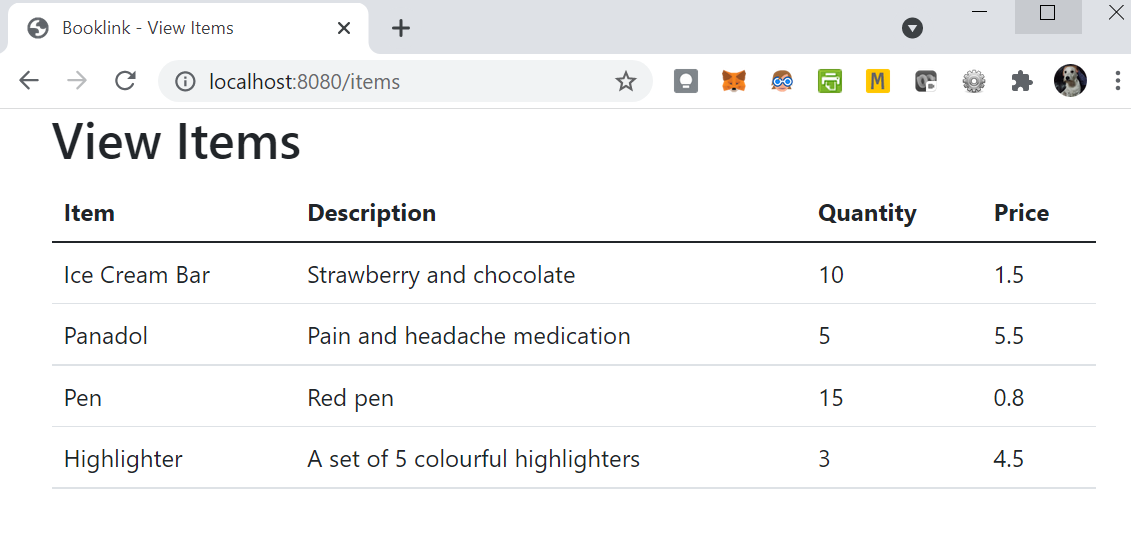 Booklink - View Items
localhost:8080/items
M
View Items
Item Description Quantity Price
Ice Cream Bar Strawberry and chocolate 10 1.5
Panadol Pain and headache medication 5 5.5
Pen Red pen 15 0.8
Highlighter A set of 5 colourful highlighters 3 4.5